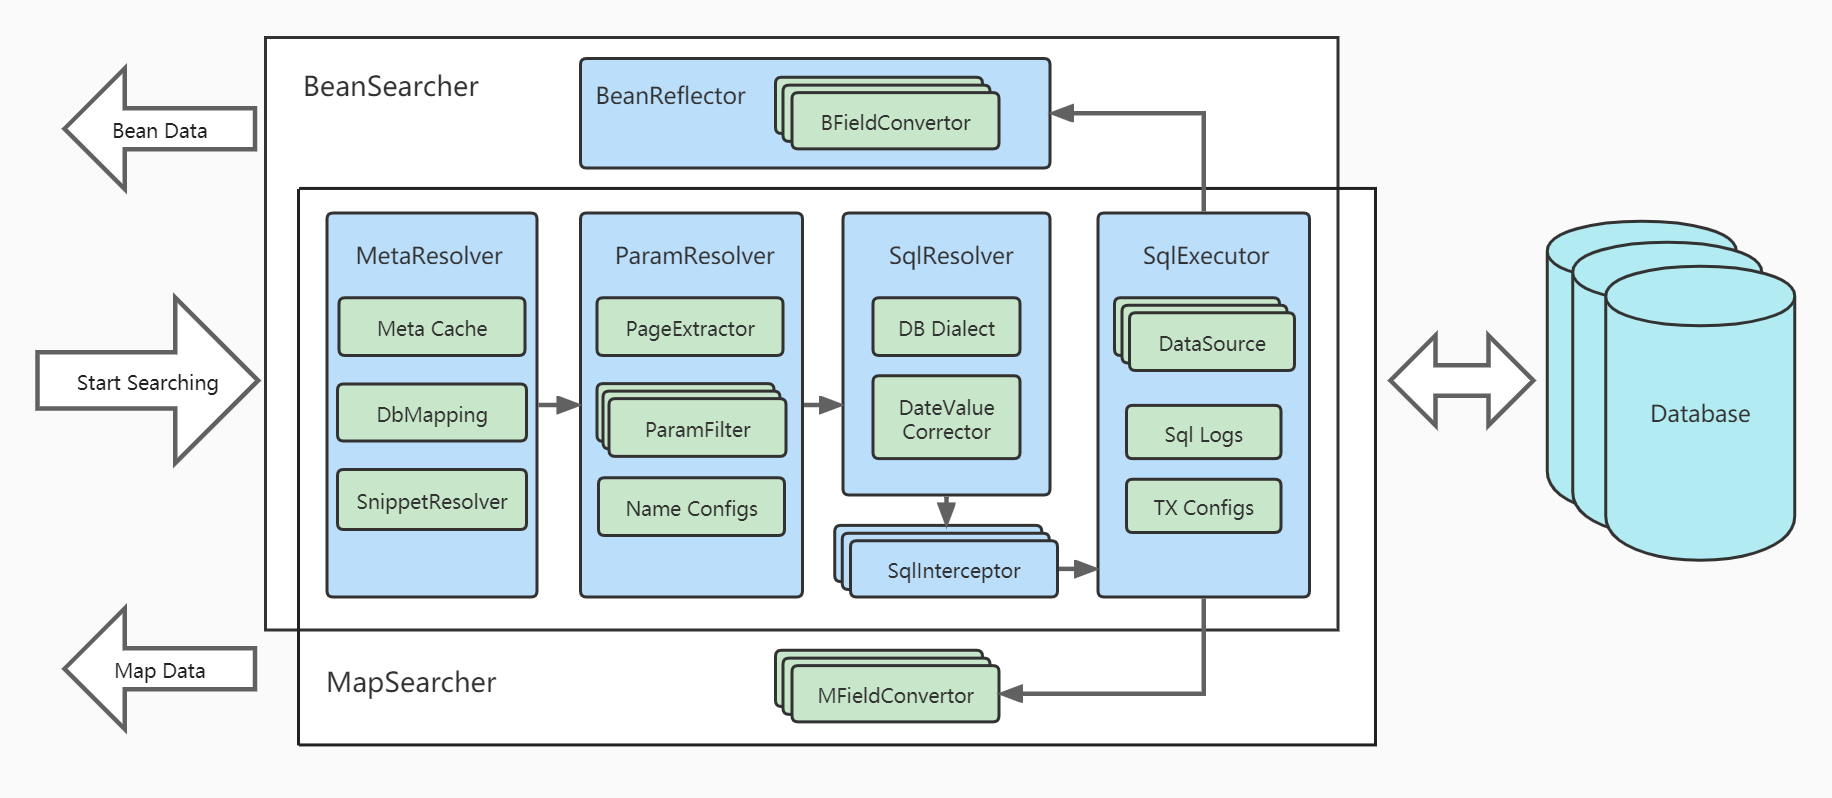 BeanSearcher
BeanReflector
BFieldConvertor
Bean Data
MetaResolver
Meta Cache
DbMapping
SnippetResolver
ParamResolver
PageExtractor
ParamFilter
Name Configs
SqlResolver
DB Dialect
DateValue
Corrector
SqlInterceptor
SqlExecutor
DataSource
Sql Logs
TX Configs
Start Searching
Database
Map Data
MapSearcher
MFieldConvertor